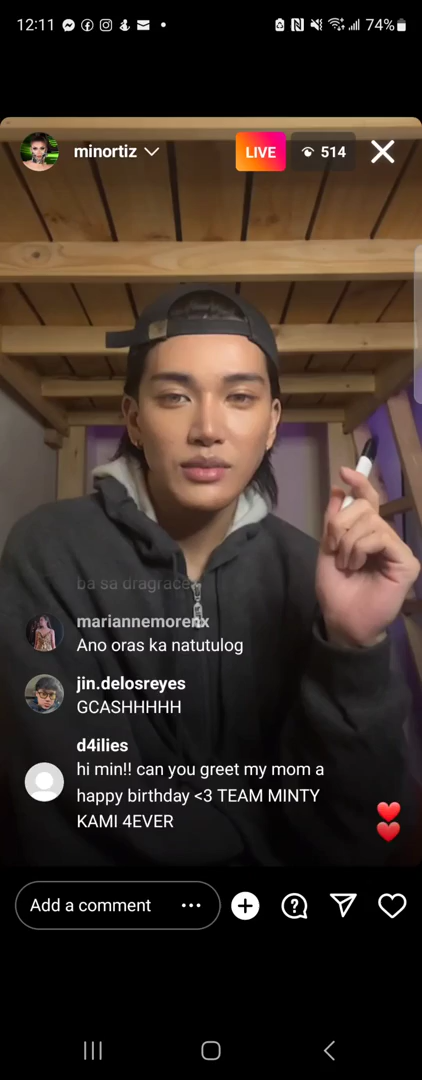 12:11
74%
minortiz
LIVE
514
ba sa dragrace
mariannemorenx
Ano oras ka natutulog
jin.delosreyes
GCASHHHHH
d4ilies
hi min!! can you greet my mom a
happy birthday <3 TEAM MINTY
KAMI 4EVER
Add a comment